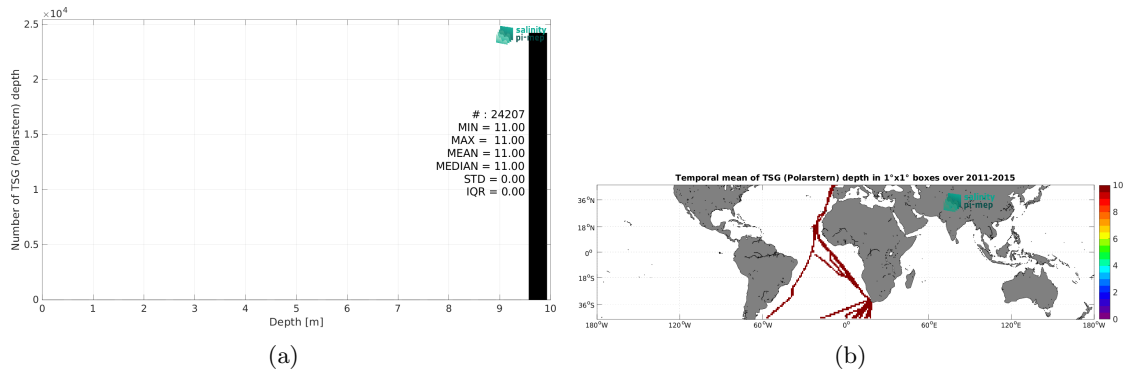 ×10⁴
2.5
2
1.5
1
0.5
0
Number of TSG (Polarstern) depth
salinity
pi-mep
# : 24207
MIN = 11.00
MAX = 11.00
MEAN = 11.00
MEDIAN = 11.00
STD = 0.00
IQR = 0.00
0 1 2 3 4 5 6 7 8 9 10
Depth [m]
(a)
Temporal mean of TSG (Polarstern) depth in 1°x1° boxes over 2011-2015
salinity
pi-mep
36°N
18°N
0°
18°S
36°S
180°W 120°W 60°W 0° 60°E 120°E 180°W
10
8
6
4
2
0
(b)